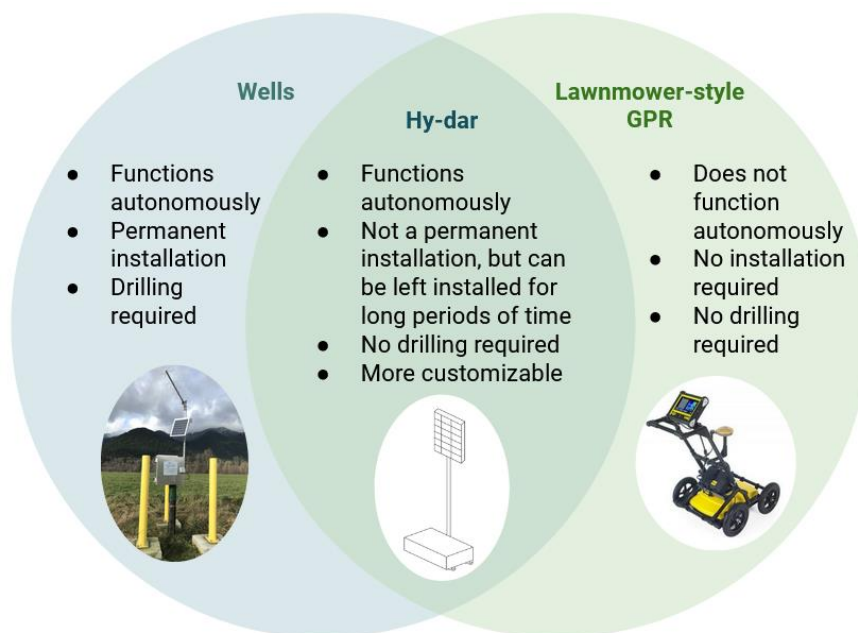 Wells
● Functions
autonomously
● Permanent
installation
● Drilling
required
Hy-dar
● Functions
autonomously
● Not a permanent
installation, but can
be left installed for
long periods of time
● No drilling required
● More customizable
Lawnmower-style
GPR
● Does not
function
autonomously
● No installation
required
● No drilling
required